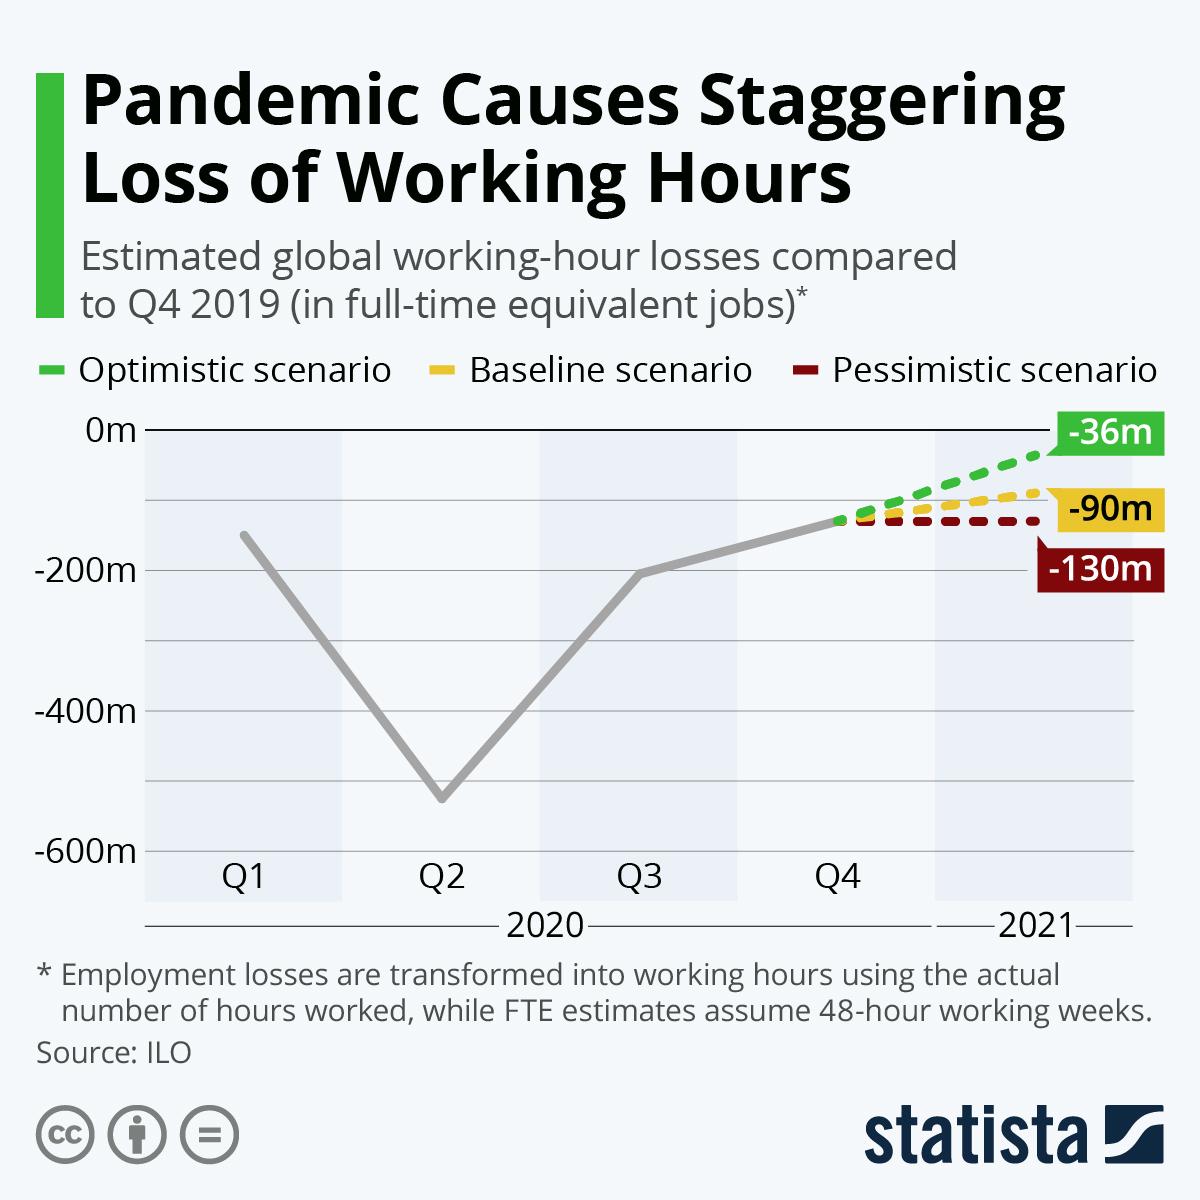 Pandemic Causes Staggering
Loss of Working Hours
Estimated global working-hour losses compared
to Q4 2019 (in full-time equivalent jobs)*
Optimistic scenario
Baseline scenario
Pessimistic scenario
0m
-200m
-400m
-600m
-36m
-90m
-130m
Q1
Q2
Q3
Q4
2020
2021
* Employment losses are transformed into working hours using the actual
number of hours worked, while FTE estimates assume 48-hour working weeks.
Source: ILO
cc
=
statista